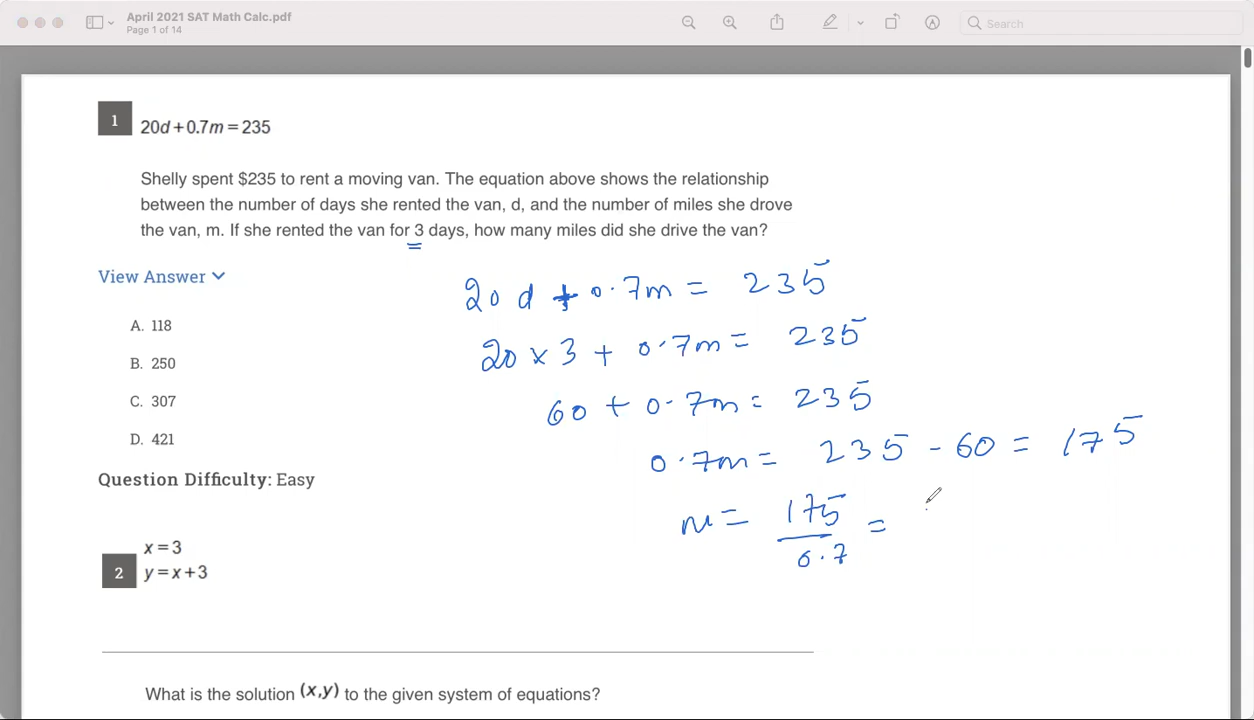 April 2021 SAT Math Calc.pdf
Page 1 of 14
Search
1
20d + 0.7m = 235
Shelly spent $235 to rent a moving van. The equation above shows the relationship
between the number of days she rented the van, d, and the number of miles she drove
the van, m. If she rented the van for 3 days, how many miles did she drive the van?
View Answer
20 d + 0.7m = 235
A. 118
20 x 3 + 0.7m = 235
B. 250
C. 307
60 + 0.7m = 235
D. 421
0.7m = 235 - 60 = 175
Question Difficulty: Easy
m = 175 =
0.7
2
x = 3
y = x + 3
What is the solution (x,y) to the given system of equations?